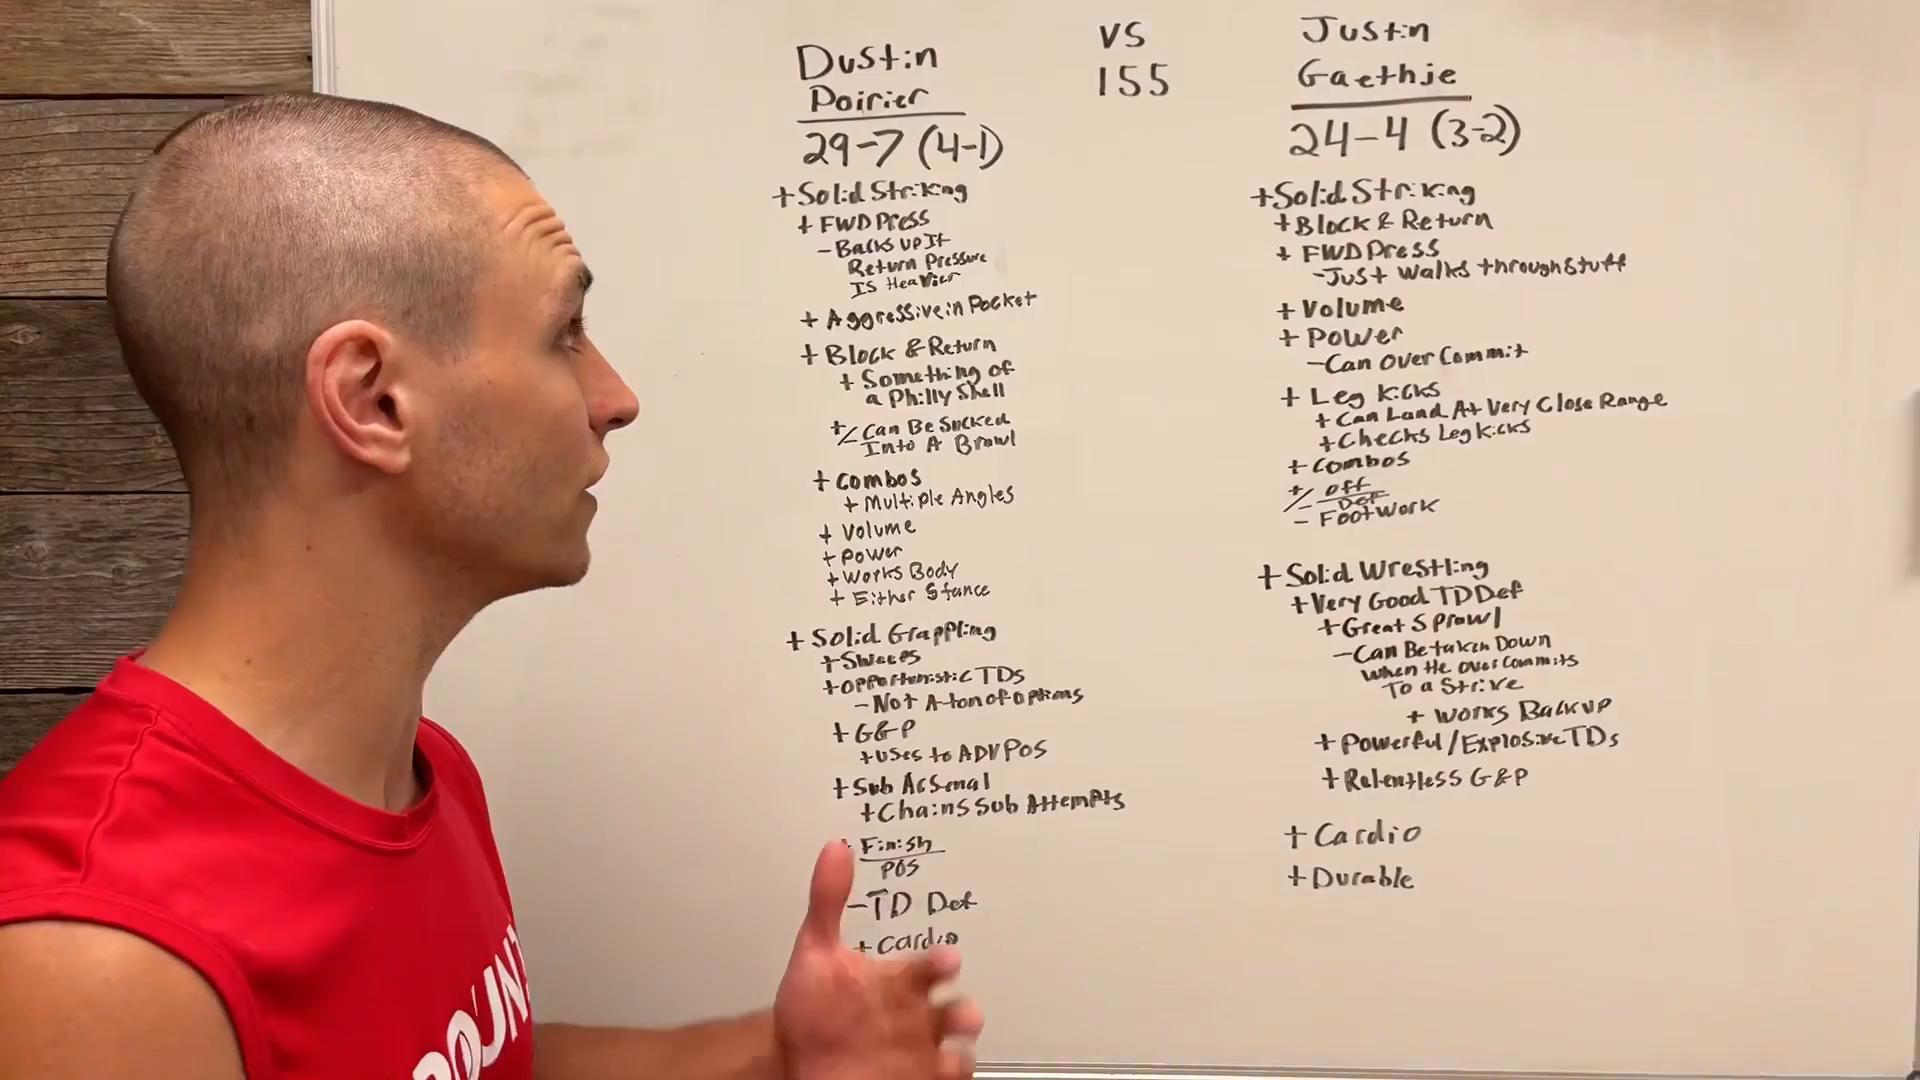 Dustin
Poirier
29-7 (4-1)
+ Solid Striking
+ FWD Press
- Backs up If
Return Pressure
Is Heavier
+ Aggressive in Pocket
+ Block & Return
+ Something of
a Philly Shell
+/- Can Be Sucked
Into A Brawl
+ Combos
+ Multiple Angles
+ Volume
+ Power
+ Works Body
+ Either Stance
+ Solid Grappling
+ Sweeps
+ Opportunistic TDs
- Not A ton of options
+ G&P
+ Uses to ADV Pos
+ Sub Arsenal
+ Chains Sub Attempts
+ Finish
Pos
- TD Def
+ Cardio
VS
155
Justin
Gaethje
24-4 (3-2)
+ Solid Striking
+ Block & Return
+ FWD Press
- Just Walks through Stuff
+ Volume
+ Power
- Can Over Commit
+ Leg Kicks
+ Can Land At Very Close Range
+ Checks Leg Kicks
+ Combos
+/- Off
Def
- Footwork
+ Solid Wrestling
+ Very Good TD Def
+ Great Sprawl
- Can Be taken Down
When He Over Commits
To a Strike
+ Works Back up
+ Powerful/Explosive TDs
+ Relentless G&P
+ Cardio
+ Durable